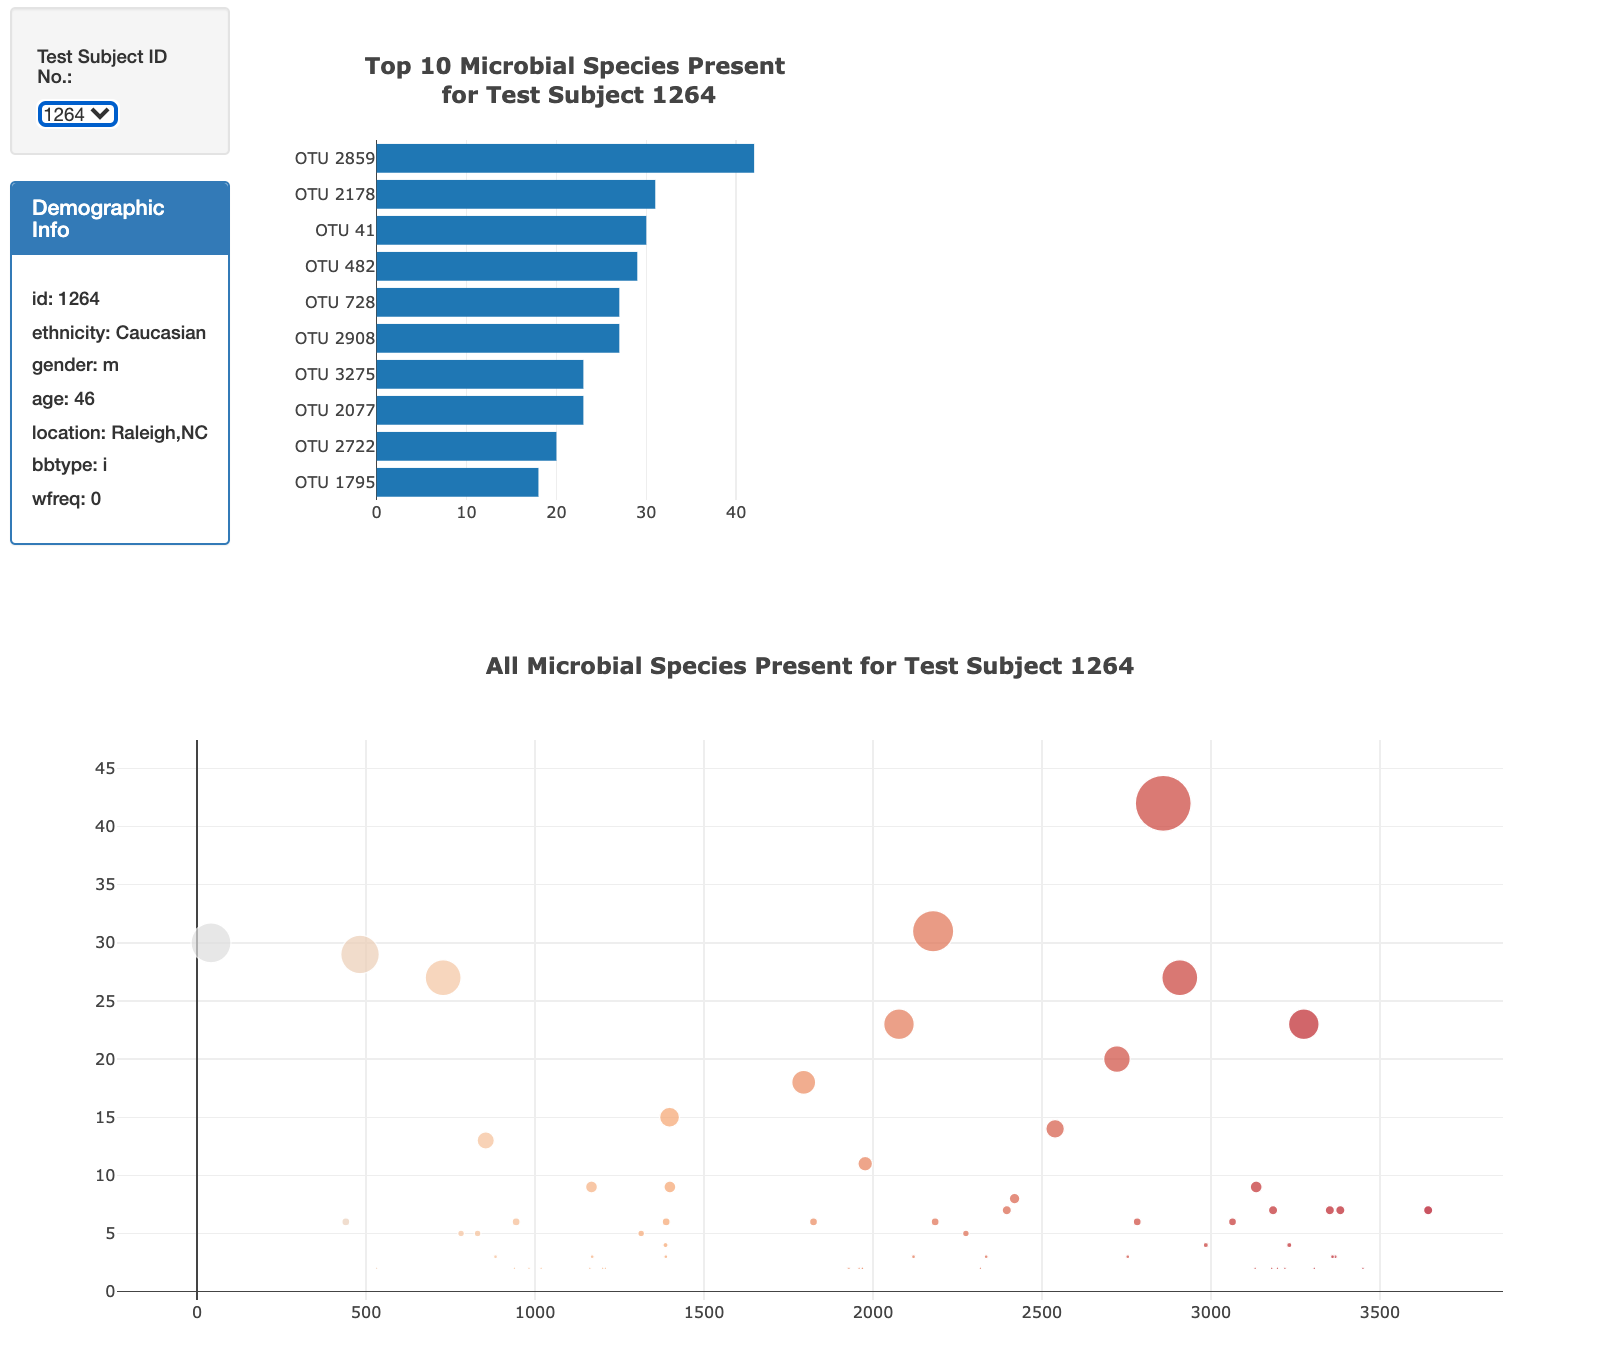 Test Subject ID
No.:
1264
Demographic
Info
id: 1264
ethnicity: Caucasian
gender: m
age: 46
location: Raleigh,NC
bbtype: i
wfreq: 0
Top 10 Microbial Species Present
for Test Subject 1264
OTU 2859
OTU 2178
OTU 41
OTU 482
OTU 728
OTU 2908
OTU 3275
OTU 2077
OTU 2722
OTU 1795
0 10 20 30 40
All Microbial Species Present for Test Subject 1264
45
40
35
30
25
20
15
10
5
0
0 500 1000 1500 2000 2500 3000 3500